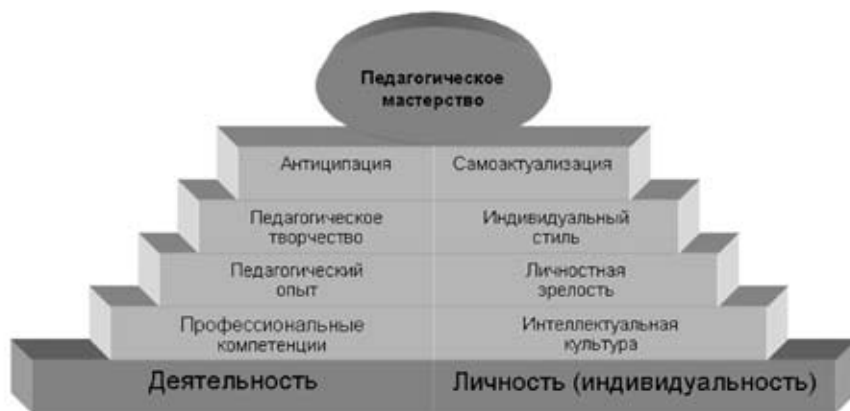 Педагогическое
мастерство
Антиципация
Самоактуализация
Педагогическое
творчество
Индивидуальный
стиль
Педагогический
опыт
Личностная
зрелость
Профессиональные
компетенции
Интеллектуальная
культура
Деятельность
Личность (индивидуальность)